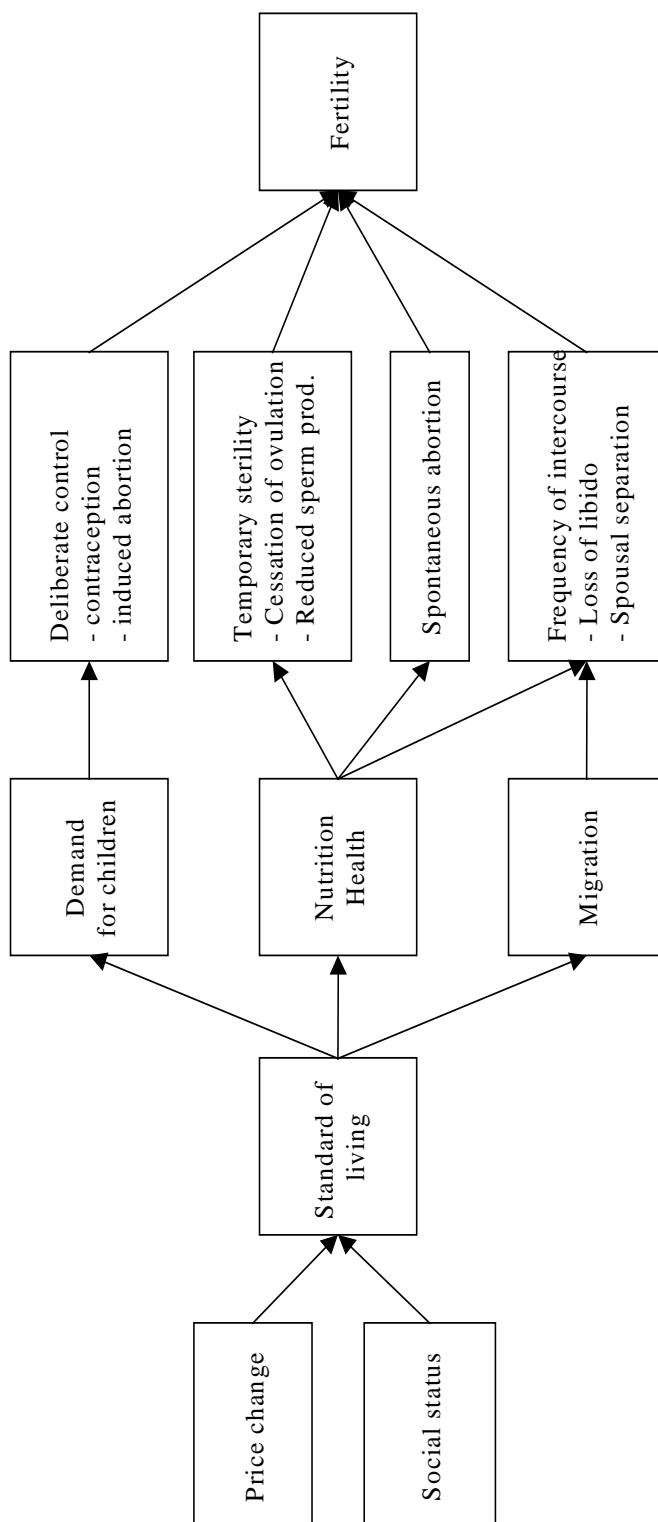 Price change
Social status
Standard of
living
Demand
for children
Nutrition
Health
Migration
Deliberate control
- contraception
- induced abortion
Temporary sterility
- Cessation of ovulation
- Reduced sperm prod.
Spontaneous abortion
Frequency of intercourse
- Loss of libido
- Spousal separation
Fertility